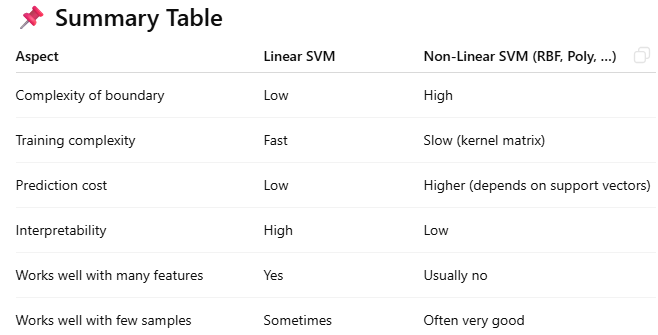 📌 Summary Table
Aspect Linear SVM Non-Linear SVM (RBF, Poly, ...)
Complexity of boundary Low High
Training complexity Fast Slow (kernel matrix)
Prediction cost Low Higher (depends on support vectors)
Interpretability High Low
Works well with many features Yes Usually no
Works well with few samples Sometimes Often very good